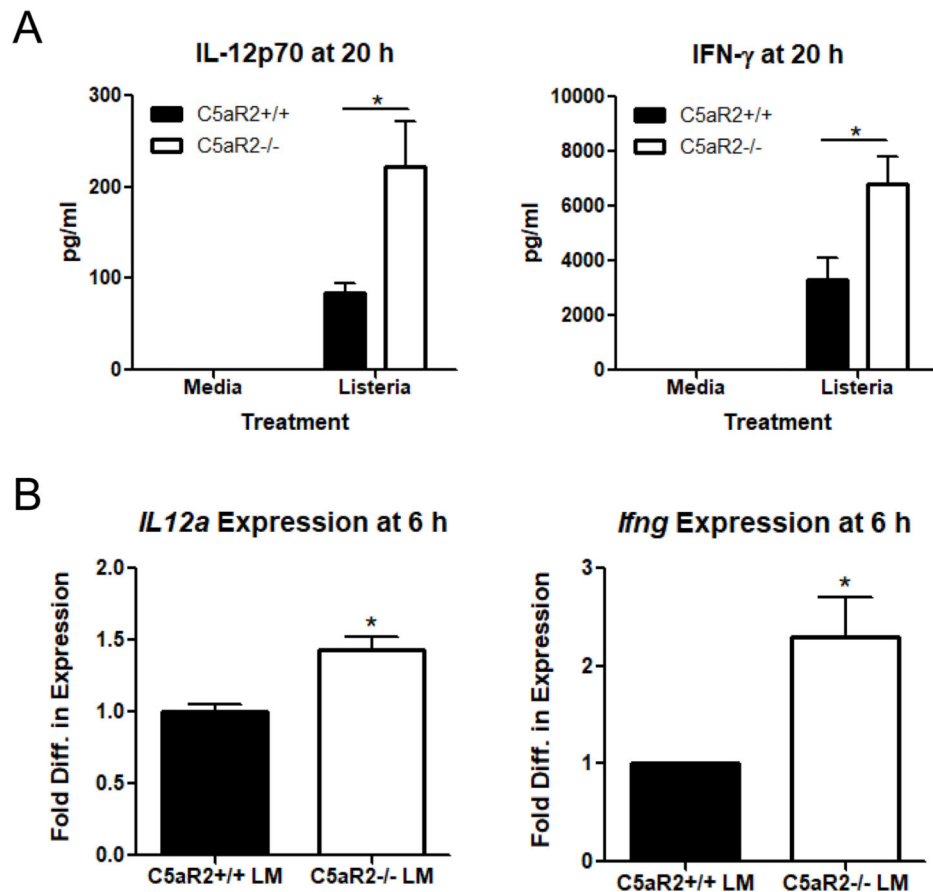 A
IL-12p70 at 20 h
300
200
100
0
pg/ml
C5aR2+/+
C5aR2-/-
*
Media
Listeria
Treatment
IFN-γ at 20 h
10000
8000
6000
4000
2000
0
pg/ml
C5aR2+/+
C5aR2-/-
*
Media
Listeria
Treatment
B
IL12a Expression at 6 h
2.0
1.5
1.0
0.5
0.0
Fold Diff. in Expression
*
C5aR2+/+ LM
C5aR2-/- LM
Ifng Expression at 6 h
3
2
1
0
Fold Diff. in Expression
*
C5aR2+/+ LM
C5aR2-/- LM